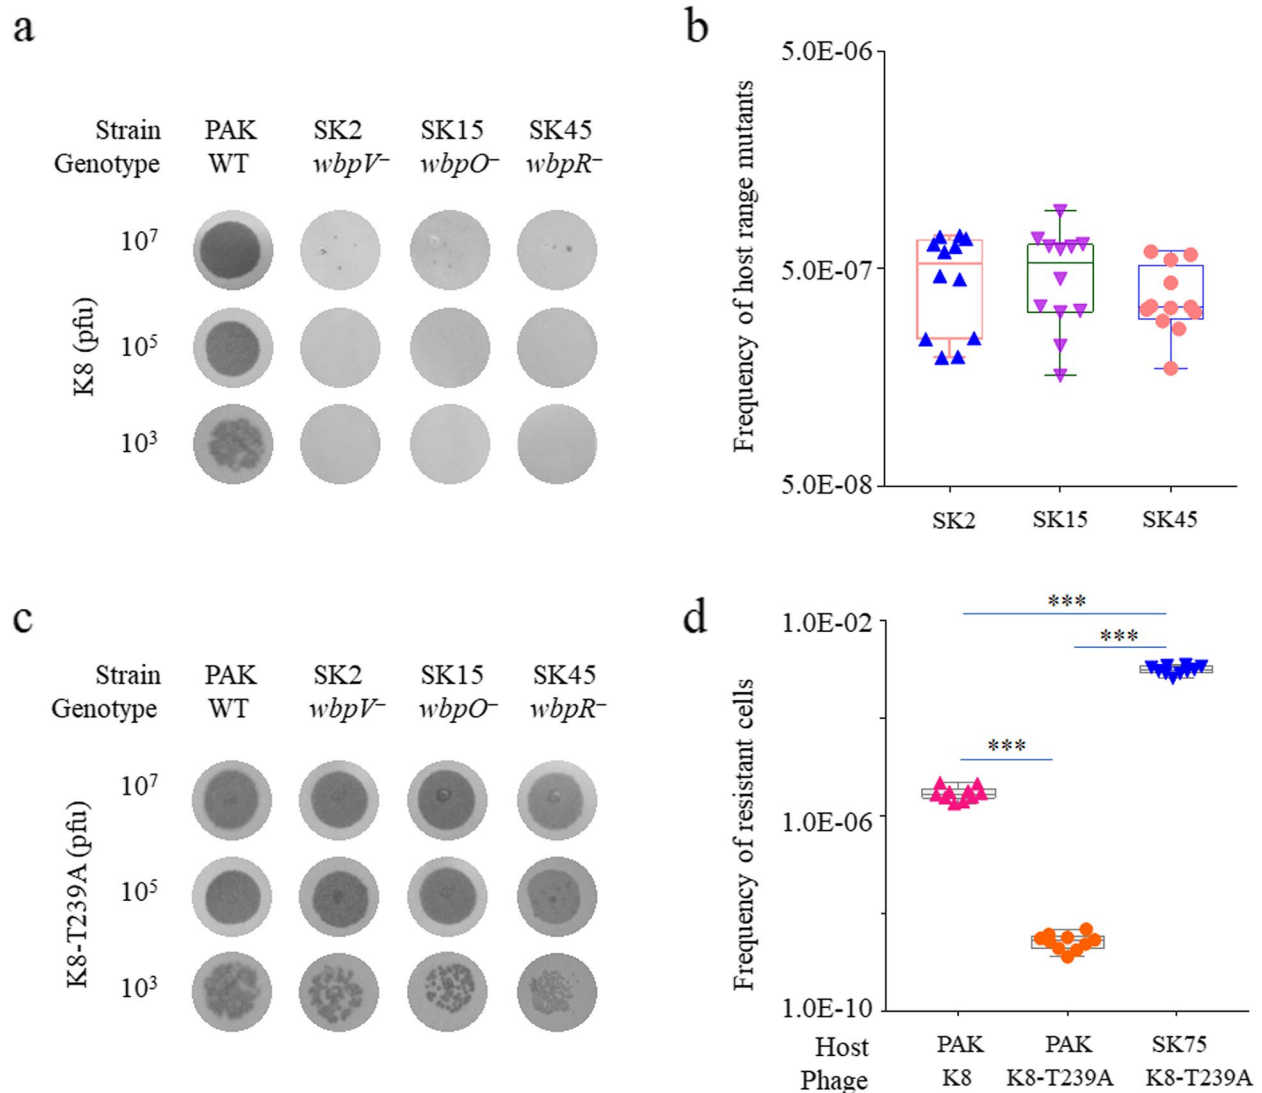 a
Strain PAK SK2 SK15 SK45
Genotype WT wbpV⁻ wbpO⁻ wbpR⁻
10⁷
10⁵
10³
K8 (pfu)
b
Frequency of host range mutants
5.0E-06
5.0E-07
5.0E-08
SK2 SK15 SK45
c
Strain PAK SK2 SK15 SK45
Genotype WT wbpV⁻ wbpO⁻ wbpR⁻
10⁷
10⁵
10³
K8-T239A (pfu)
d
Frequency of resistant cells
1.0E-02
1.0E-06
1.0E-10
***
***
***
Host PAK PAK SK75
Phage K8 K8-T239A K8-T239A